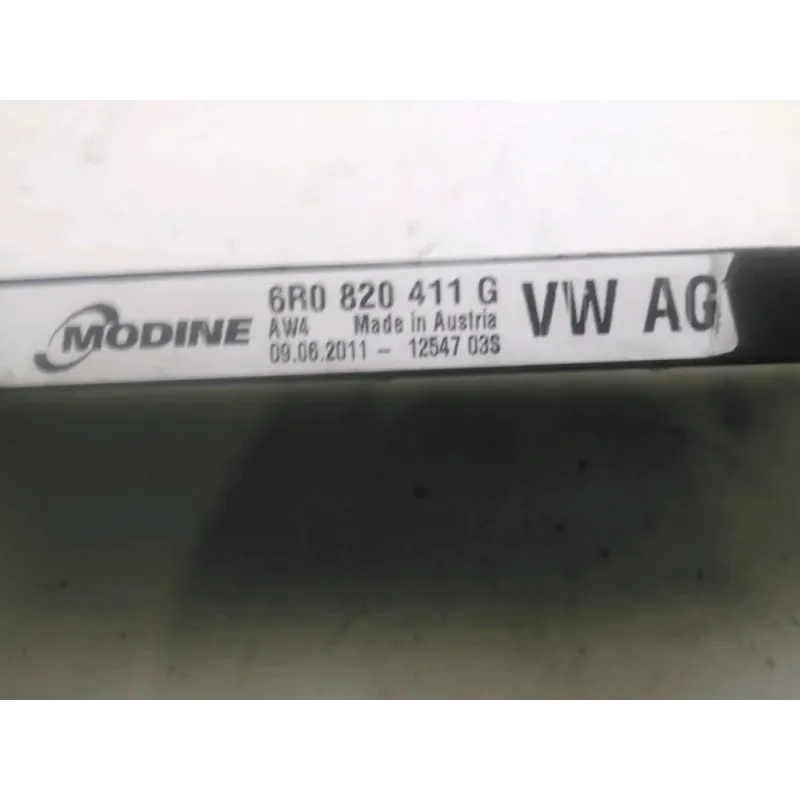 MODINE
6R0 820 411 G
AW4 Made in Austria
09.06.2011 - 12547 03S
VW AG